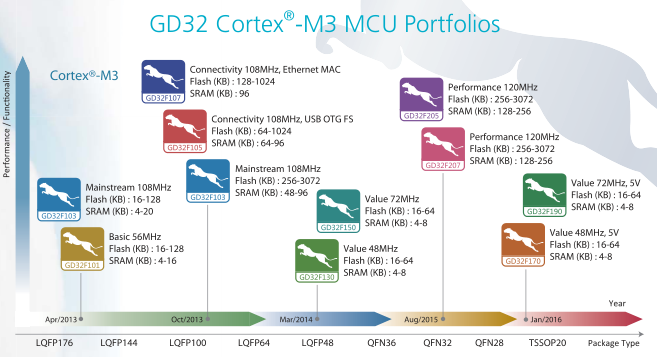 GD32 Cortex®-M3 MCU Portfolios
Performance / Functionality
Cortex®-M3
GD32F107
Connectivity 108MHz, Ethernet MAC
Flash (KB) : 128-1024
SRAM (KB) : 96
GD32F105
Connectivity 108MHz, USB OTG FS
Flash (KB) : 64-1024
SRAM (KB) : 64-96
GD32F103
Mainstream 108MHz
Flash (KB) : 16-128
SRAM (KB) : 4-20
GD32F103
Mainstream 108MHz
Flash (KB) : 256-3072
SRAM (KB) : 48-96
GD32F101
Basic 56MHz
Flash (KB) : 16-128
SRAM (KB) : 4-16
GD32F205
Performance 120MHz
Flash (KB) : 256-3072
SRAM (KB) : 128-256
GD32F207
Performance 120MHz
Flash (KB) : 256-3072
SRAM (KB) : 128-256
GD32F150
Value 72MHz
Flash (KB) : 16-64
SRAM (KB) : 4-8
GD32F130
Value 48MHz
Flash (KB) : 16-64
SRAM (KB) : 4-8
GD32F190
Value 72MHz, 5V
Flash (KB) : 16-64
SRAM (KB) : 4-8
GD32F170
Value 48MHz, 5V
Flash (KB) : 16-64
SRAM (KB) : 4-8
Year
Apr/2013 Oct/2013 Mar/2014 Aug/2015 Jan/2016
Package Type
LQFP176 LQFP144 LQFP100 LQFP64 LQFP48 QFN36 QFN32 QFN28 TSSOP20